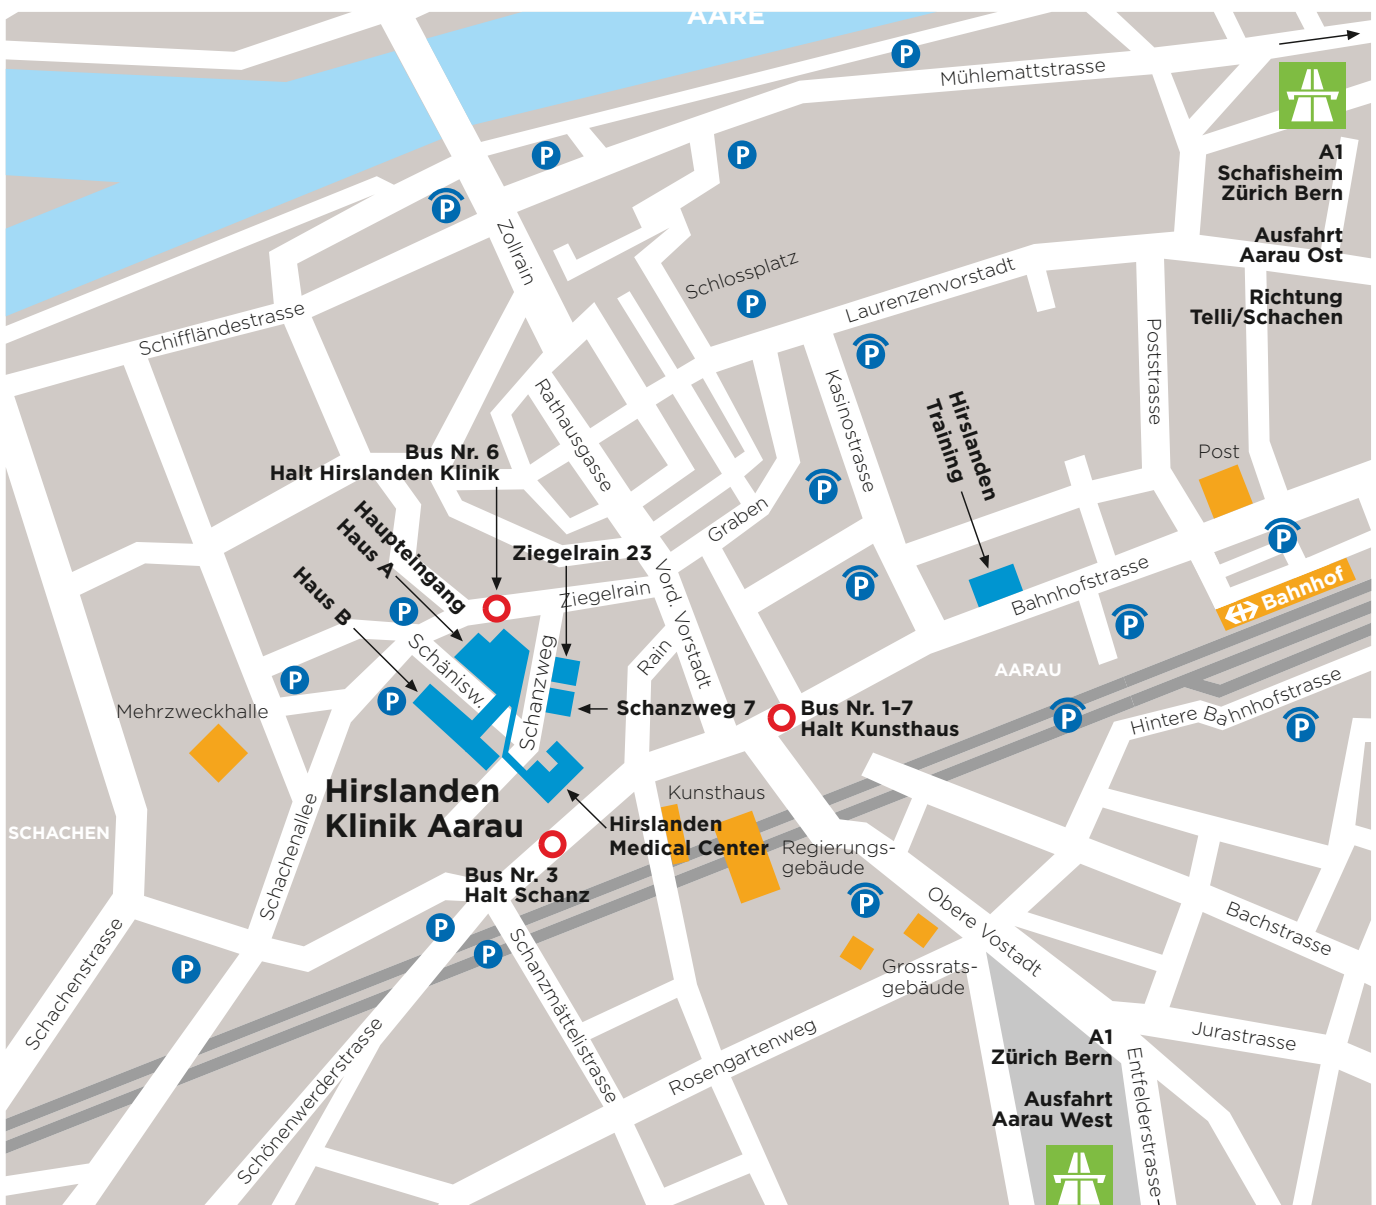 AARE
P
Mühlemattstrasse
P
P
A1
Schafisheim
Zürich Bern
Ausfahrt
Aarau Ost
Richtung
Telli/Schachen
P
Zollrain
Schlossplatz
P
Laurenzenvorstadt
Schifflandestrasse
P
Poststrasse
Rathausgasse
Kasinostrasse
Hirslanden
Training
Bus Nr. 6
Halt Hirslanden Klinik
Post
P
Graben
Haupteingang
Haus A
Ziegelrain 23
P
Vord. Vorstadt
Bahnhofstrasse
P
Bahnhof
Haus B
P
Ziegelrain
P
Schänisw.
Schanzweg
Rain
AARAU
P
P
Schanzweg 7
Bus Nr. 1–7
Halt Kunsthaus
P
Hintere Bahnhofstrasse
P
Mehrzweckhalle
Hirslanden
Klinik Aarau
Kunsthaus
SCHACHEN
Schachenallee
Hirslanden
Medical Center
Regierungs-
gebäude
Bus Nr. 3
Halt Schanz
P
Obere Vostadt
Bachstrasse
P
P
P
Schachenstrasse
Schanzmättelistrasse
Grossrats-
gebäude
Schönenwerderstrasse
Rosengartenweg
A1
Zürich Bern
Ausfahrt
Aarau West
Jurastrasse
Entfelderstrasse